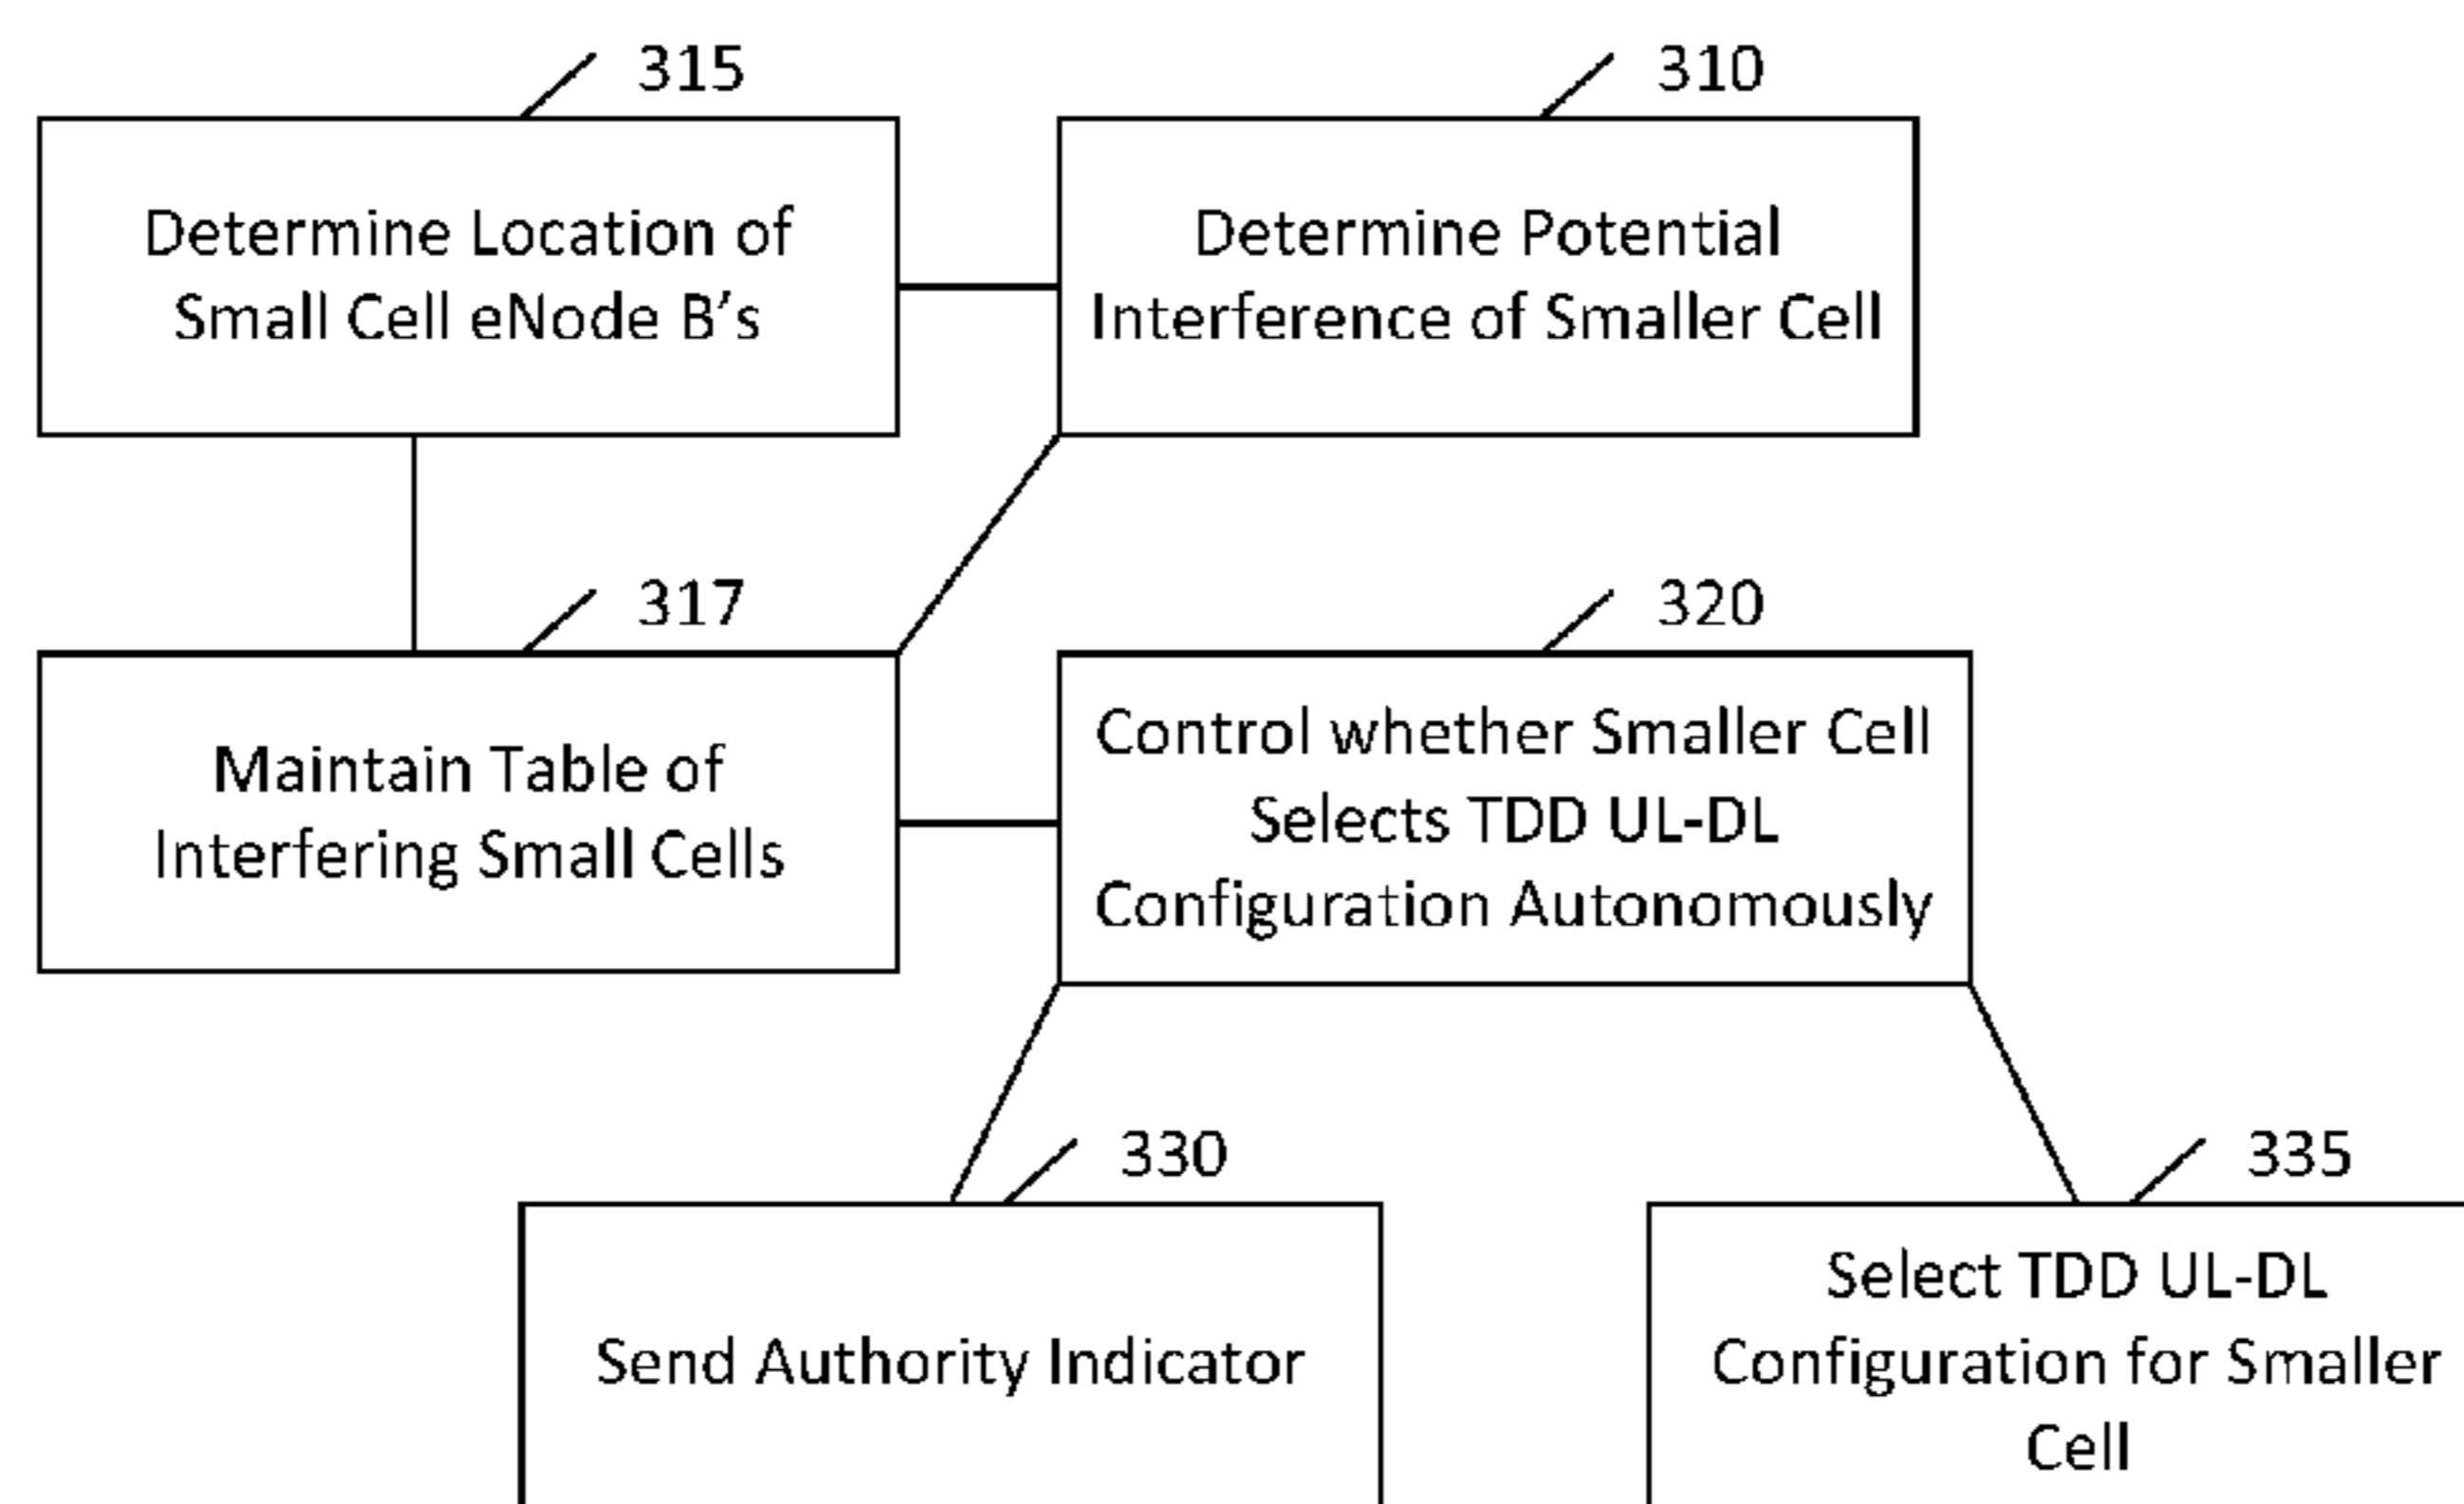 315
Determine Location of
Small Cell eNode B’s
310
Determine Potential
Interference of Smaller Cell
317
Maintain Table of
Interfering Small Cells
320
Control whether Smaller Cell
Selects TDD UL-DL
Configuration Autonomously
330
Send Authority Indicator
335
Select TDD UL-DL
Configuration for Smaller
Cell